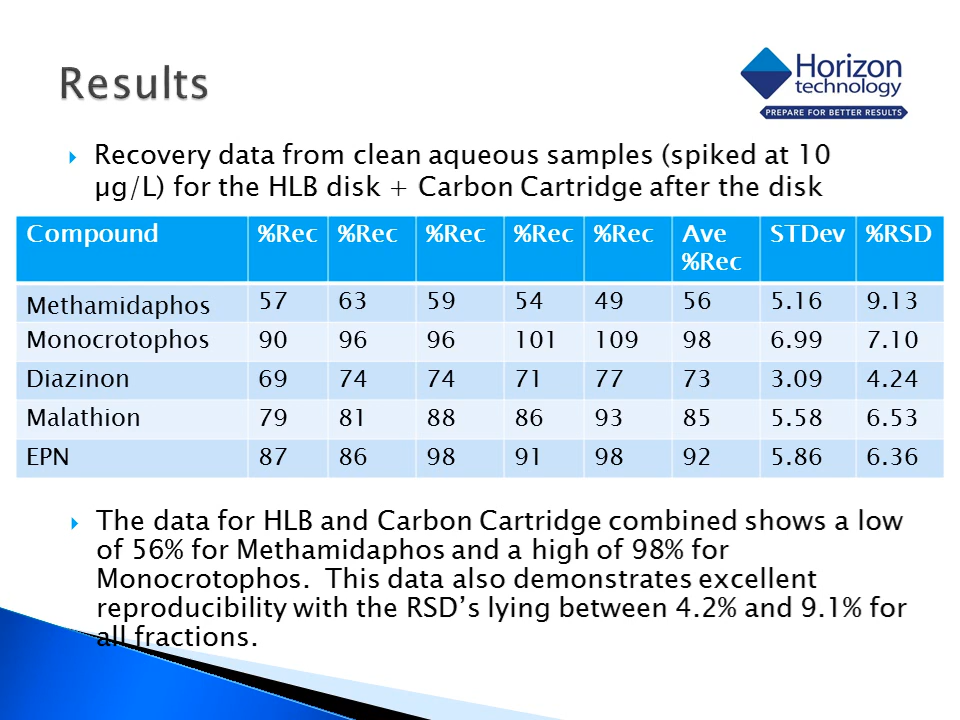 Results
Horizon
technology
PREPARE FOR BETTER RESULTS
Recovery data from clean aqueous samples (spiked at 10
µg/L) for the HLB disk + Carbon Cartridge after the disk
Compound %Rec %Rec %Rec %Rec %Rec Ave %Rec STDev %RSD
Methamidaphos 57 63 59 54 49 56 5.16 9.13
Monocrotophos 90 96 96 101 109 98 6.99 7.10
Diazinon 69 74 74 71 77 73 3.09 4.24
Malathion 79 81 88 86 93 85 5.58 6.53
EPN 87 86 98 91 98 92 5.86 6.36
The data for HLB and Carbon Cartridge combined shows a low
of 56% for Methamidaphos and a high of 98% for
Monocrotophos. This data also demonstrates excellent
reproducibility with the RSD’s lying between 4.2% and 9.1% for
all fractions.